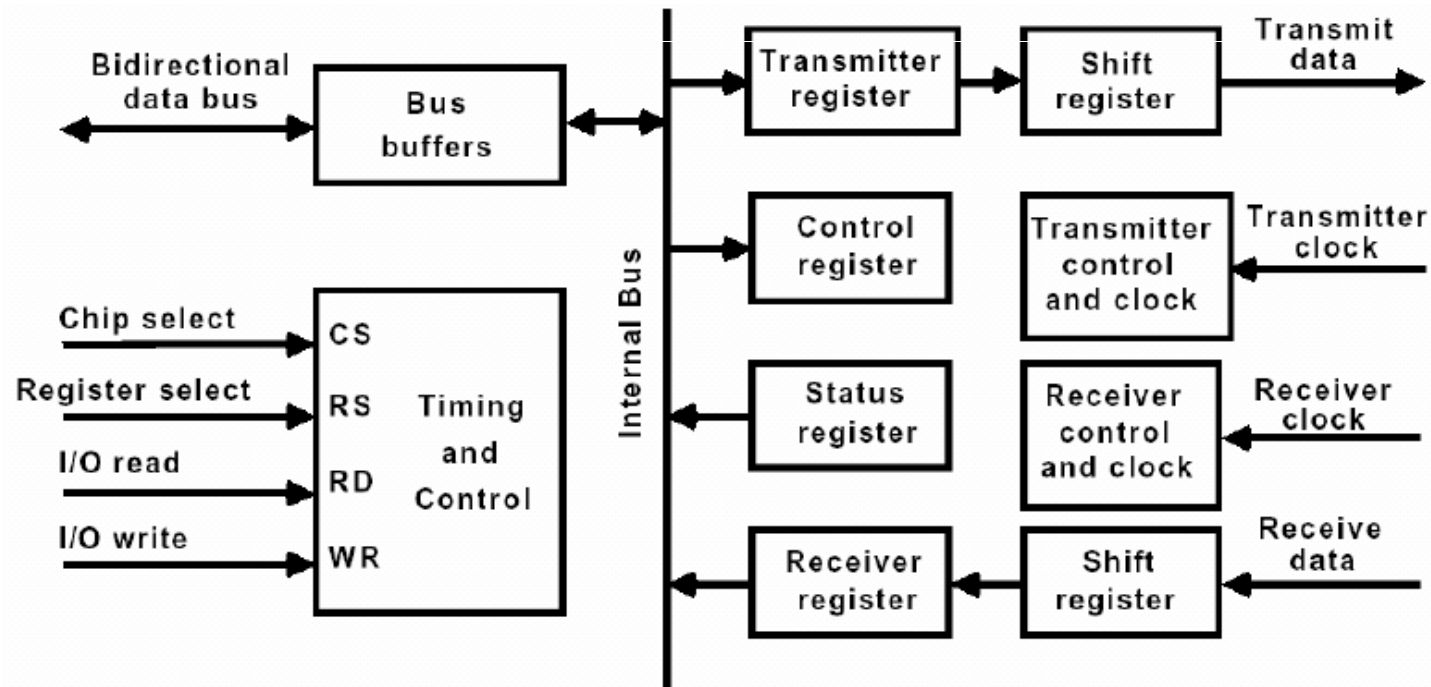 Bidirectional
data bus
Bus
buffers
Chip select
Register select
I/O read
I/O write
CS
RS
RD
WR
Timing
and
Control
Internal Bus
Transmitter
register
Shift
register
Transmit
data
Control
register
Transmitter
control
and clock
Transmitter
clock
Status
register
Receiver
control
and clock
Receiver
clock
Receiver
register
Shift
register
Receive
data